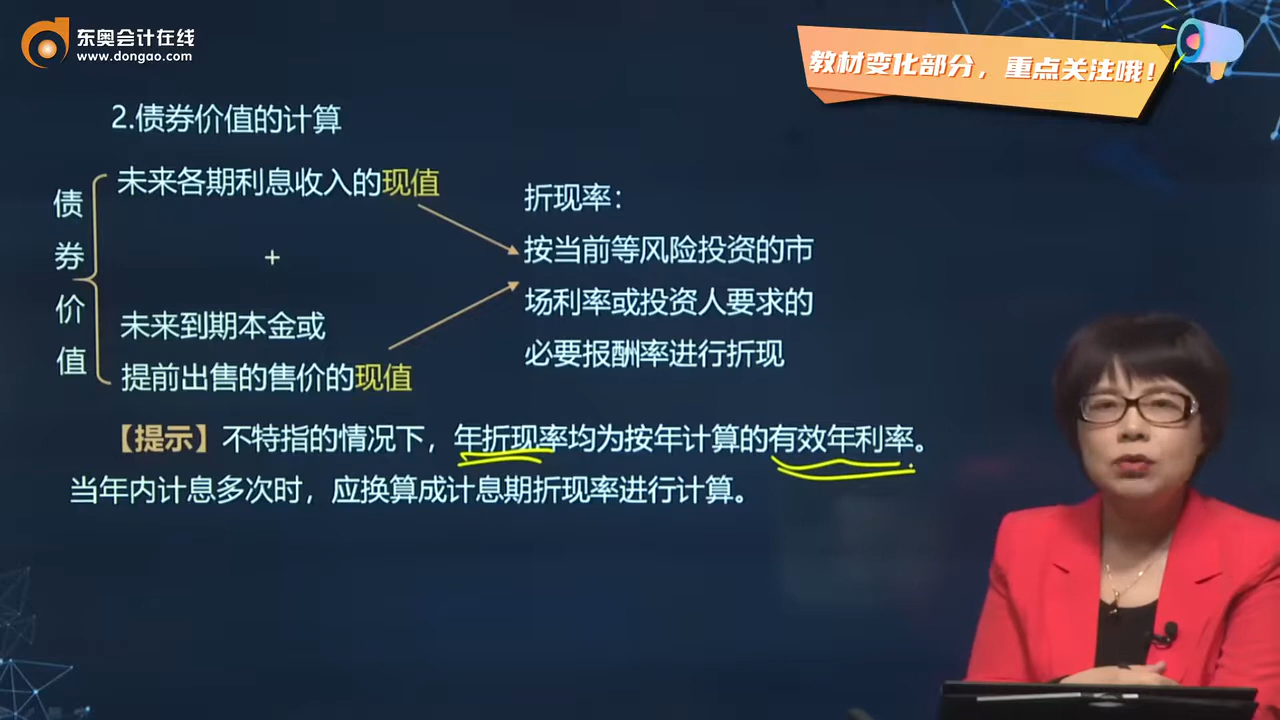 东奥会计在线
www.dongao.com
教材变化部分，重点关注哦！
2.债券价值的计算
债券价值
未来各期利息收入的现值
+
未来到期本金或
提前出售的售价的现值
折现率：
按当前等风险投资的市
场利率或投资人要求的
必要报酬率进行折现
【提示】不特指的情况下，年折现率均为按年计算的有效年利率。
当年内计息多次时，应换算成计息期折现率进行计算。